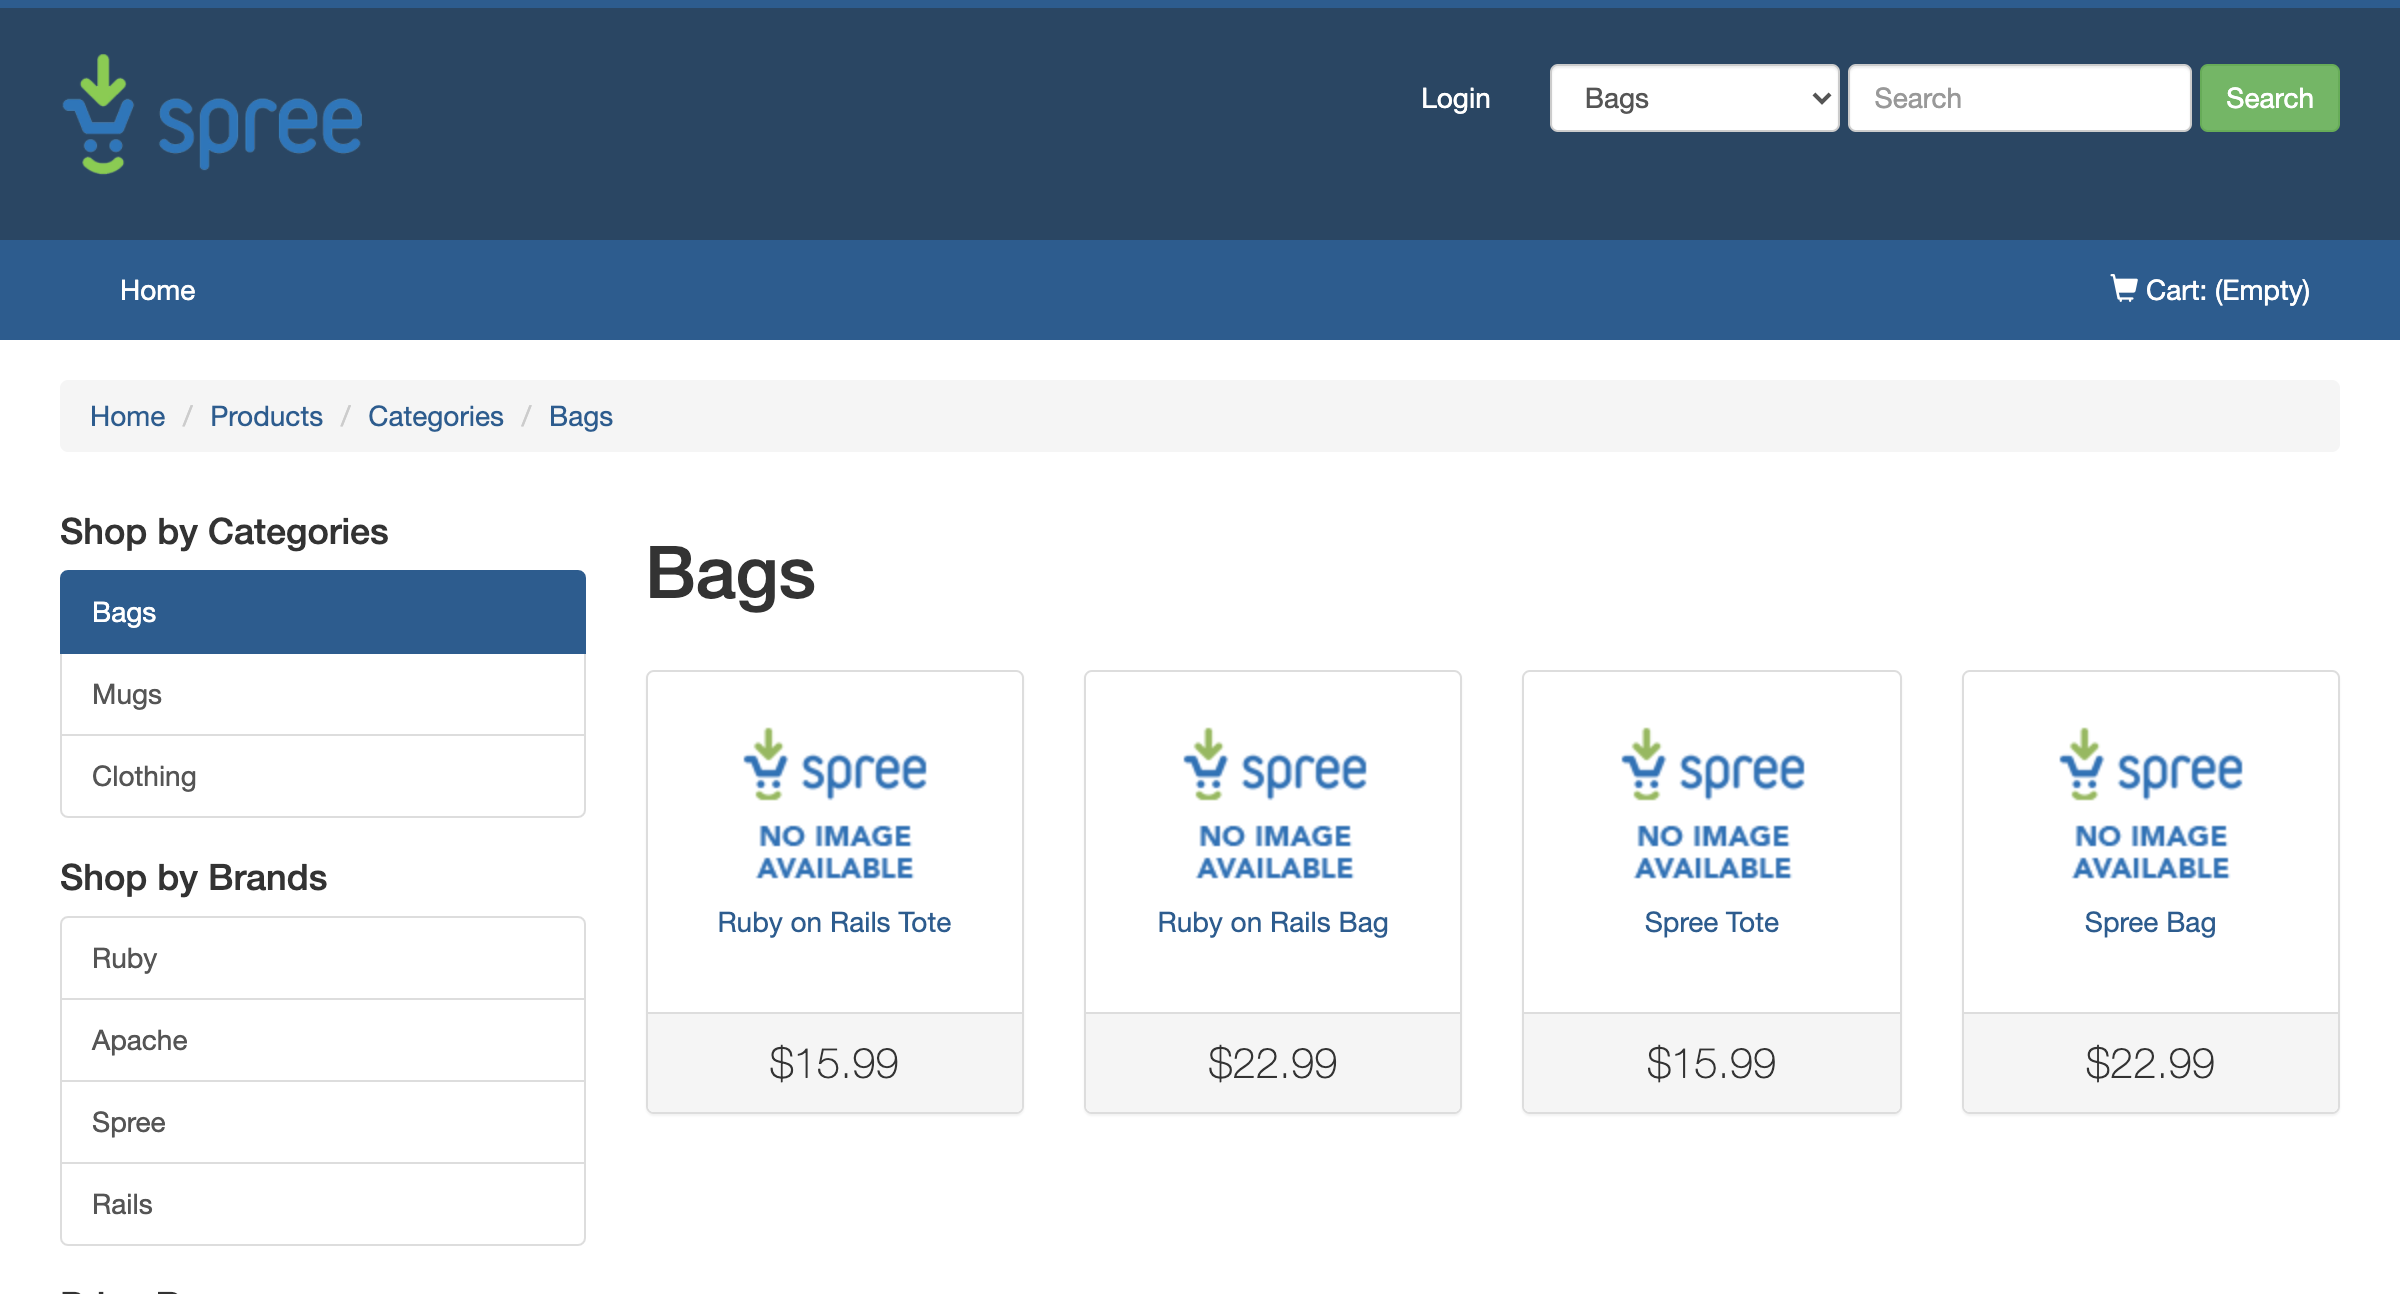 spree
Login
Bags
Search
Search
Home
Cart: (Empty)
Home / Products / Categories / Bags
Shop by Categories
Bags
Mugs
Clothing
Shop by Brands
Ruby
Apache
Spree
Rails
Bags
spree
NO IMAGE
AVAILABLE
Ruby on Rails Tote
$15.99
spree
NO IMAGE
AVAILABLE
Ruby on Rails Bag
$22.99
spree
NO IMAGE
AVAILABLE
Spree Tote
$15.99
spree
NO IMAGE
AVAILABLE
Spree Bag
$22.99